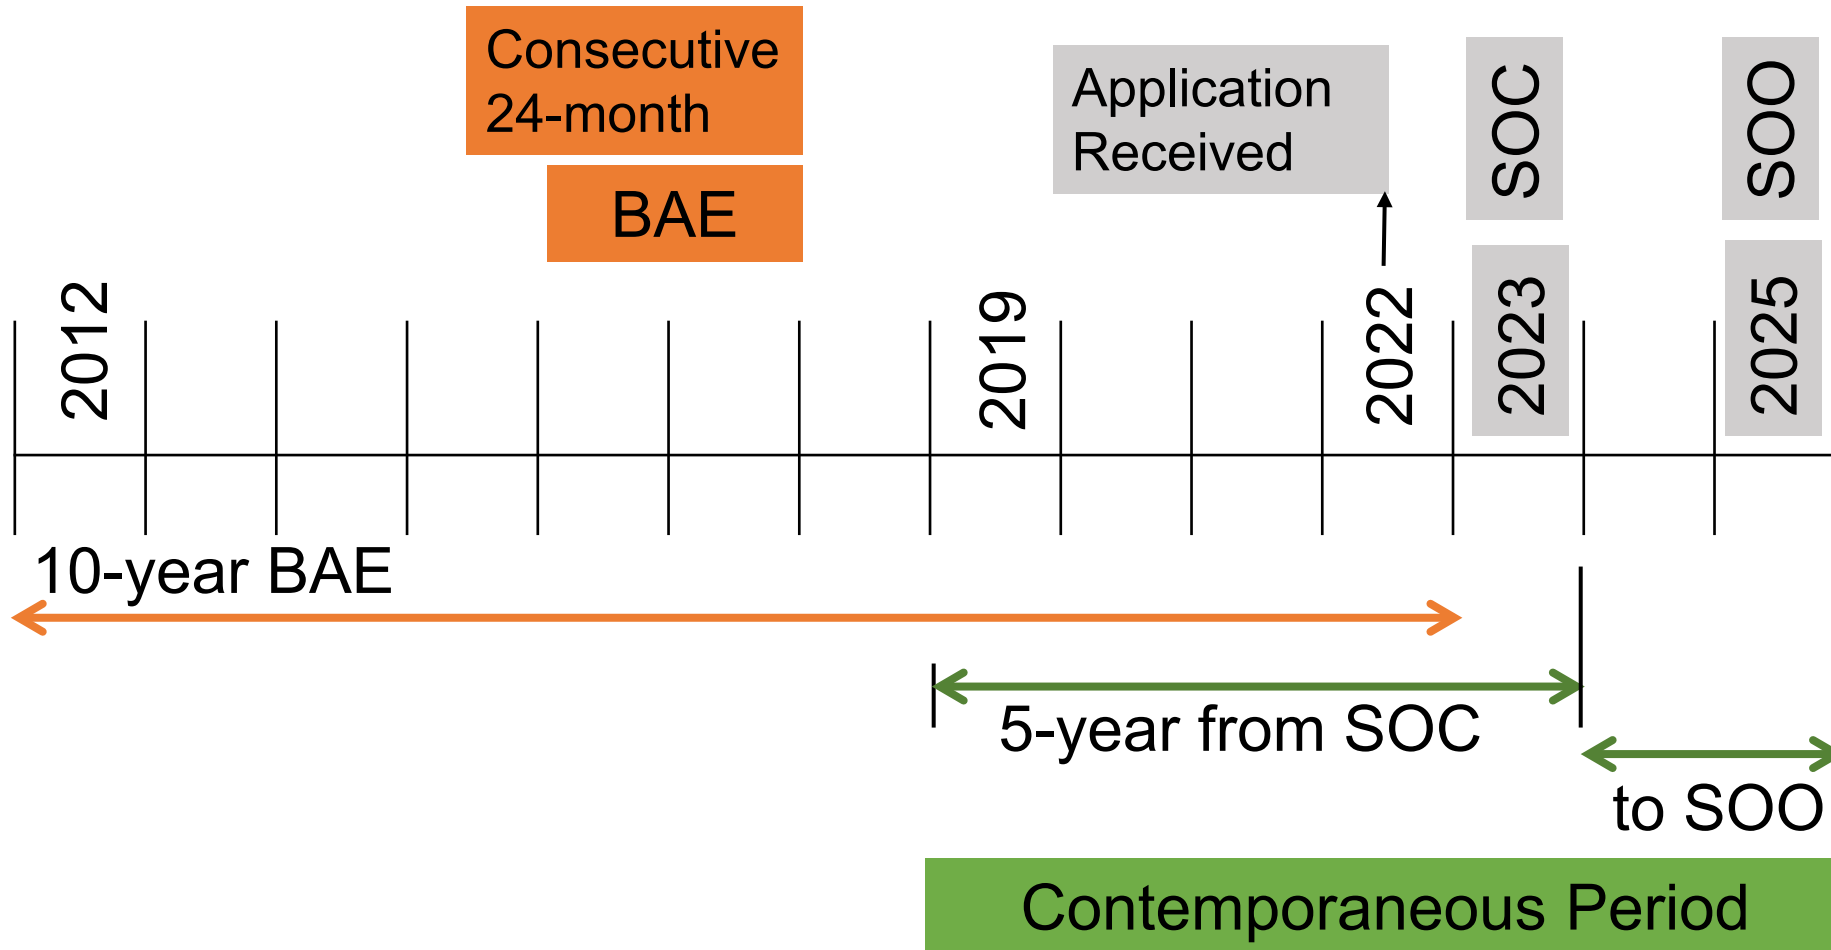 Consecutive
24-month
BAE
Application
Received
SOC
SOO
2012
2019
2022
2023
2025
10-year BAE
5-year from SOC
to SOO
Contemporaneous Period